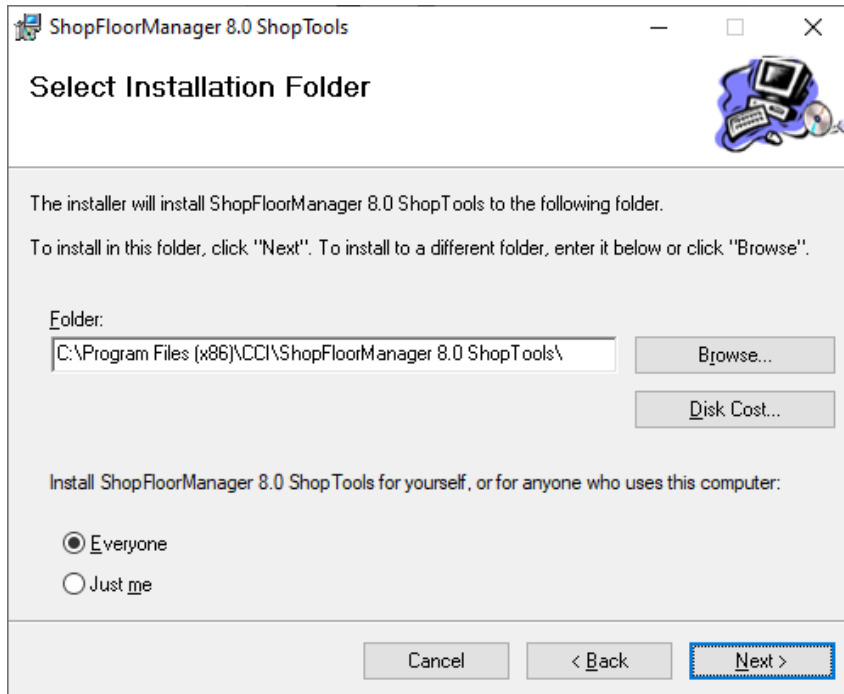 ShopFloorManager 8.0 ShopTools
Select Installation Folder
The installer will install ShopFloorManager 8.0 ShopTools to the following folder.
To install in this folder, click "Next". To install to a different folder, enter it below or click "Browse".
Folder:
C:\Program Files (x86)\CCI\ShopFloorManager 8.0 ShopTools\
Browse...
Disk Cost...
Install ShopFloorManager 8.0 ShopTools for yourself, or for anyone who uses this computer:
Everyone
Just me
Cancel
< Back
Next >